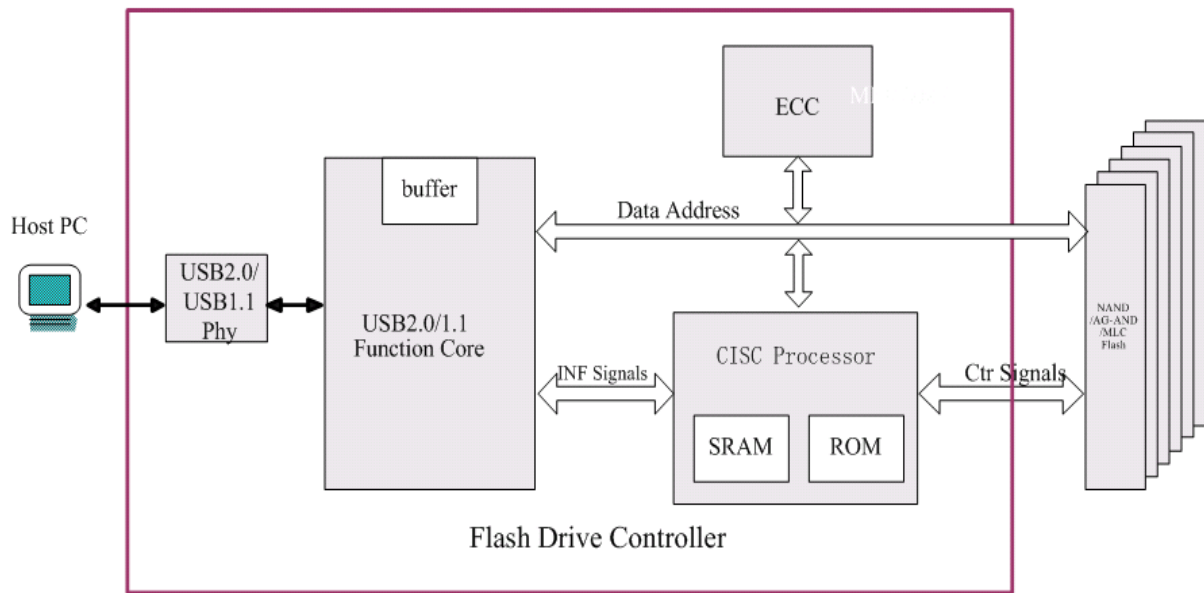 ECC
buffer
Data Address
Host PC
USB2.0/
USB1.1
Phy
USB2.0/1.1
Function Core
CISC Processor
INF Signals
Ctr Signals
SRAM
ROM
NAND
/AG-AND
/MLC
Flash
Flash Drive Controller